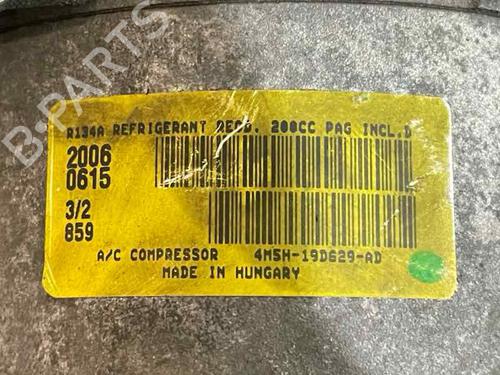 R134A REFRIGERANT REQD. 200CC PAG INCL.D
2006
0615
3/2
859
A/C COMPRESSOR 4M5H-19D629-AD
MADE IN HUNGARY
B-PARTS